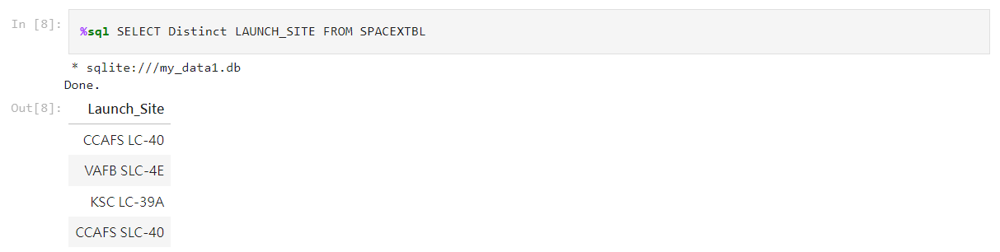 In [8]: %sql SELECT Distinct LAUNCH_SITE FROM SPACEXTBL
* sqlite:///my_data1.db
Done.
Out[8]: Launch_Site
CCAFS LC-40
VAFB SLC-4E
KSC LC-39A
CCAFS SLC-40